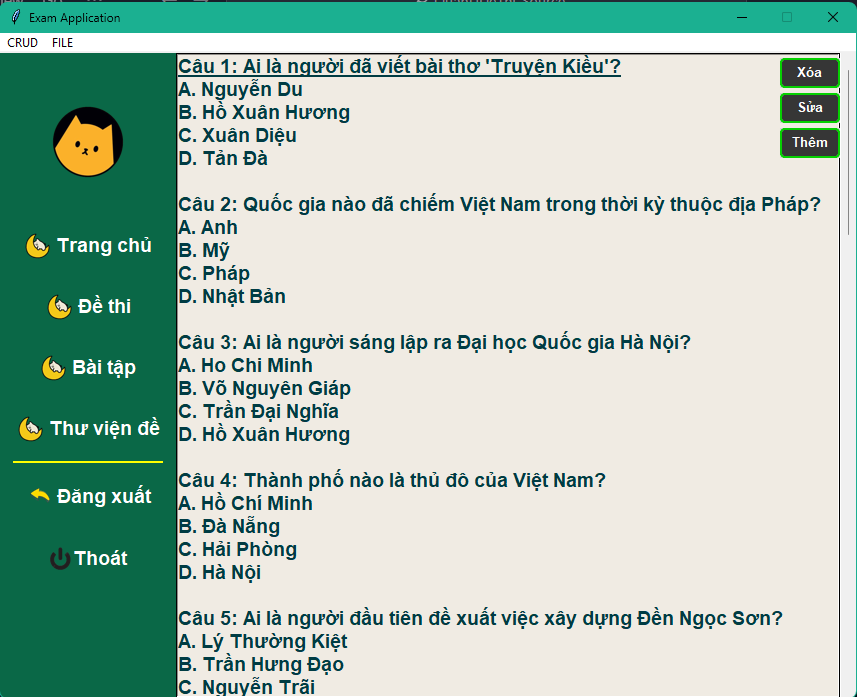 Exam Application
CRUD FILE
Trang chủ
Đề thi
Bài tập
Thư viện đề
Đăng xuất
Thoát
Câu 1: Ai là người đã viết bài thơ 'Truyện Kiều'?
A. Nguyễn Du
B. Hồ Xuân Hương
C. Xuân Diệu
D. Tản Đà
Câu 2: Quốc gia nào đã chiếm Việt Nam trong thời kỳ thuộc địa Pháp?
A. Anh
B. Mỹ
C. Pháp
D. Nhật Bản
Câu 3: Ai là người sáng lập ra Đại học Quốc gia Hà Nội?
A. Ho Chi Minh
B. Võ Nguyên Giáp
C. Trần Đại Nghĩa
D. Hồ Xuân Hương
Câu 4: Thành phố nào là thủ đô của Việt Nam?
A. Hồ Chí Minh
B. Đà Nẵng
C. Hải Phòng
D. Hà Nội
Câu 5: Ai là người đầu tiên đề xuất việc xây dựng Đền Ngọc Sơn?
A. Lý Thường Kiệt
B. Trần Hưng Đạo
C. Nguyễn Trãi
Xóa
Sửa
Thêm